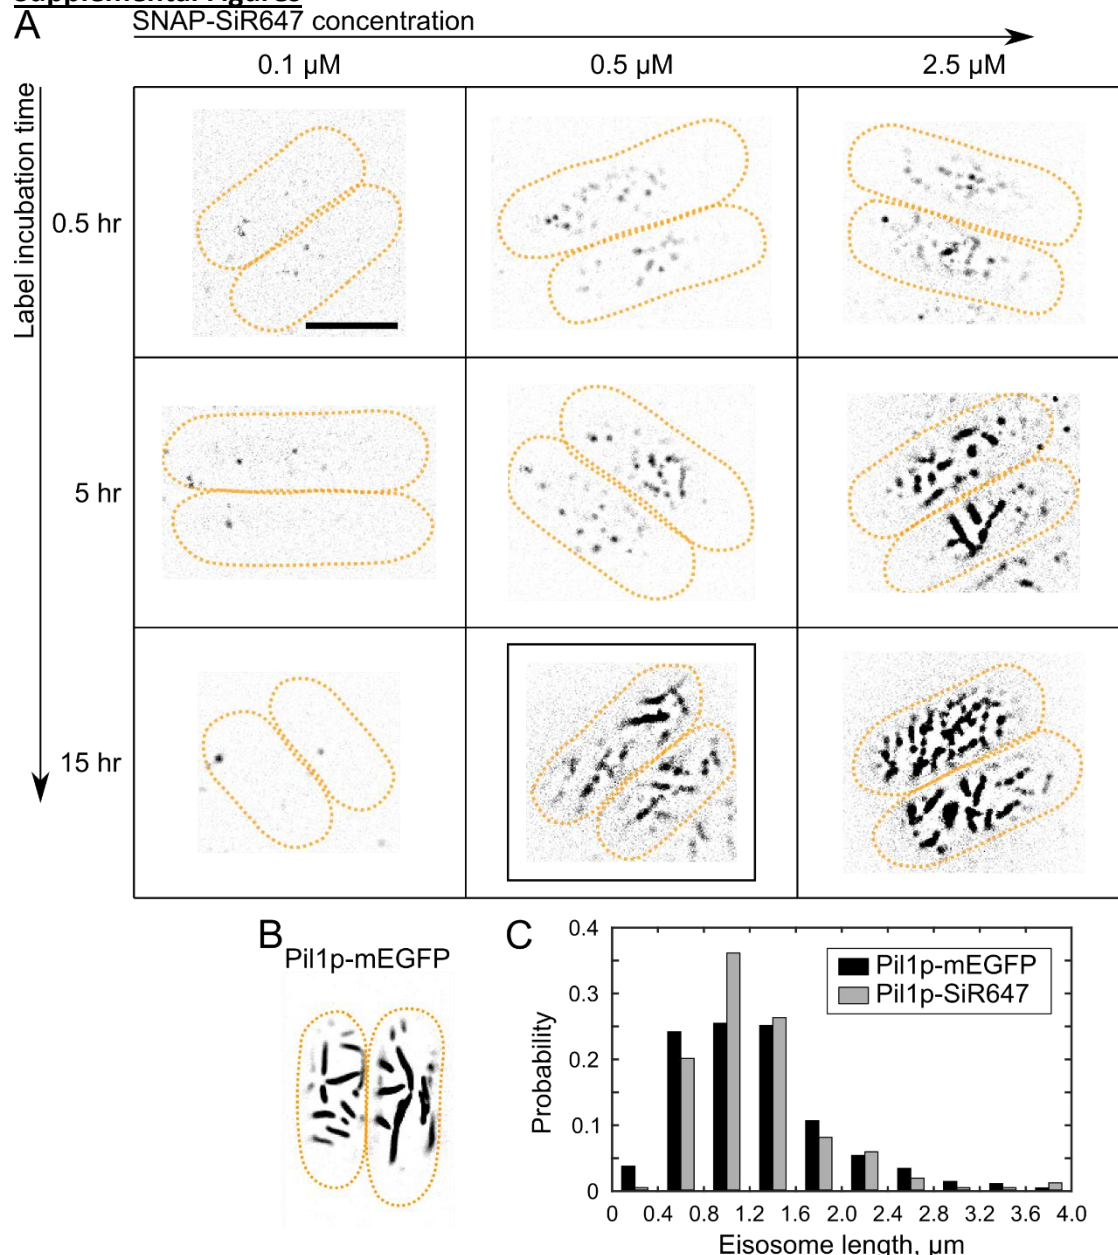 Supplemental Figures
A
SNAP-SiR647 concentration
0.1 μM
0.5 μM
2.5 μM
Label incubation time
0.5 hr
5 hr
15 hr
B
Pil1p-mEGFP
C
Pil1p-mEGFP
Pil1p-SiR647
Probability
0.4
0.3
0.2
0.1
0
0 0.4 0.8 1.2 1.6 2.0 2.4 2.8 3.2 3.6 4.0
Eisosome length, μm